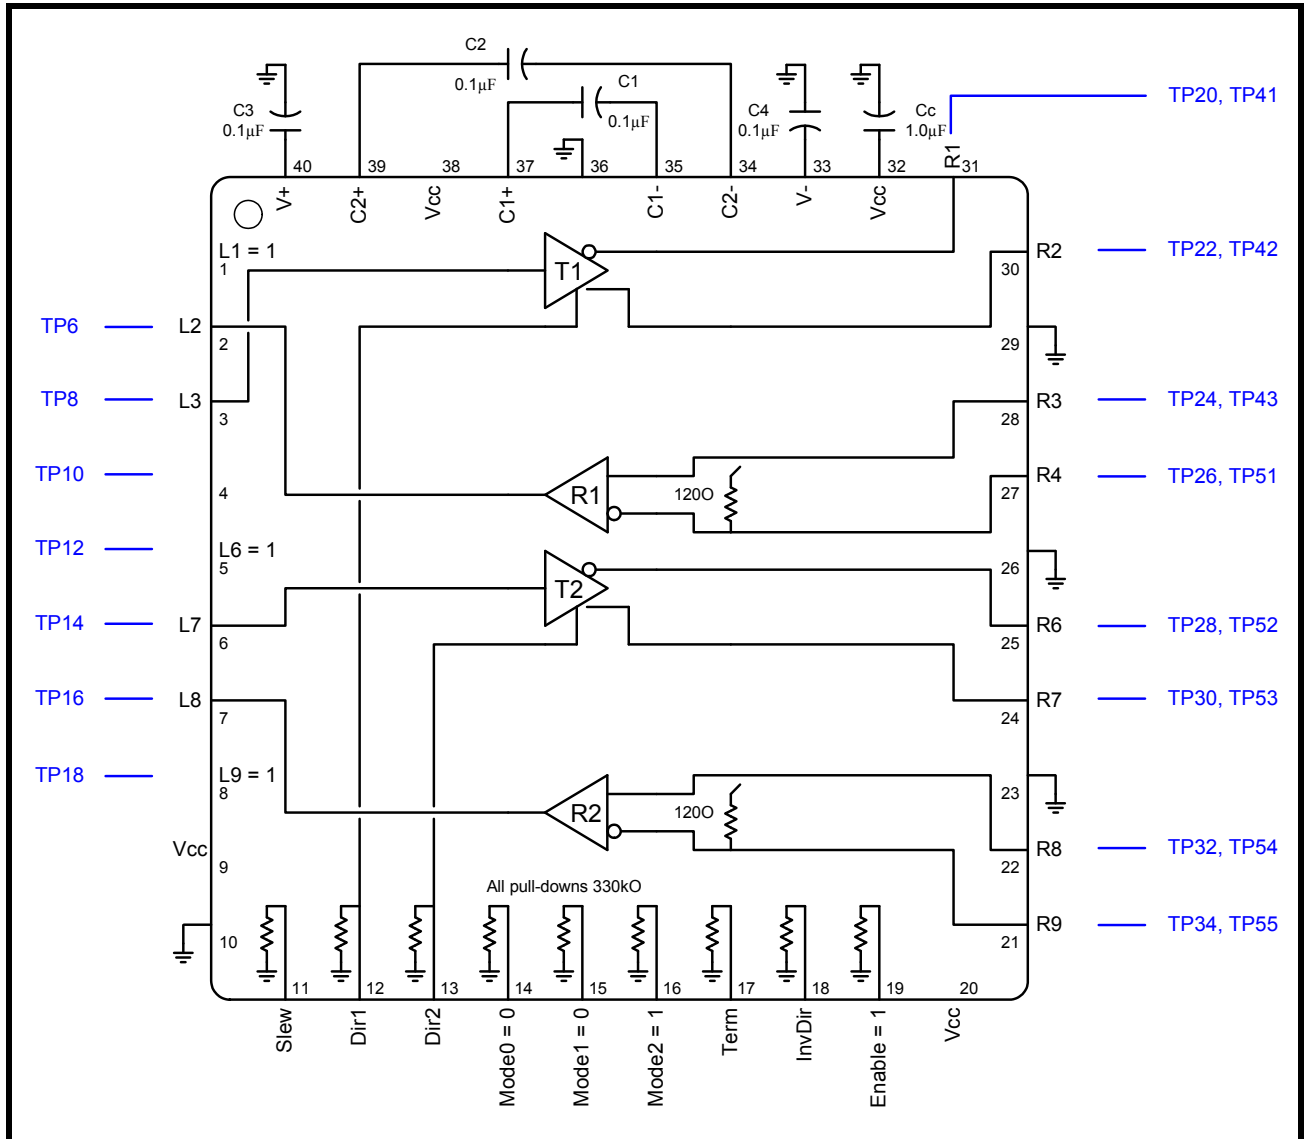 C2
0.1µF
C1
0.1µF
C3
0.1µF
C4
0.1µF
Cc
1.0µF
R1
TP20, TP41
40
39
38
37
36
35
34
33
32
31
V+
C2+
Vcc
C1+
C1-
C2-
V-
Vcc
L1 = 1
1
T1
R2
30
TP22, TP42
TP6
L2
2
29
TP8
L3
3
R3
28
TP24, TP43
TP10
4
R1
120O
R4
27
TP26, TP51
TP12
L6 = 1
5
T2
26
TP14
L7
6
R6
25
TP28, TP52
TP16
L8
7
R7
24
TP30, TP53
TP18
L9 = 1
8
R2
120O
23
Vcc
9
R8
22
TP32, TP54
All pull-downs 330kO
10
R9
21
TP34, TP55
11
12
13
14
15
16
17
18
19
20
Slew
Dir1
Dir2
Mode0 = 0
Mode1 = 0
Mode2 = 1
Term
InvDir
Enable = 1
Vcc